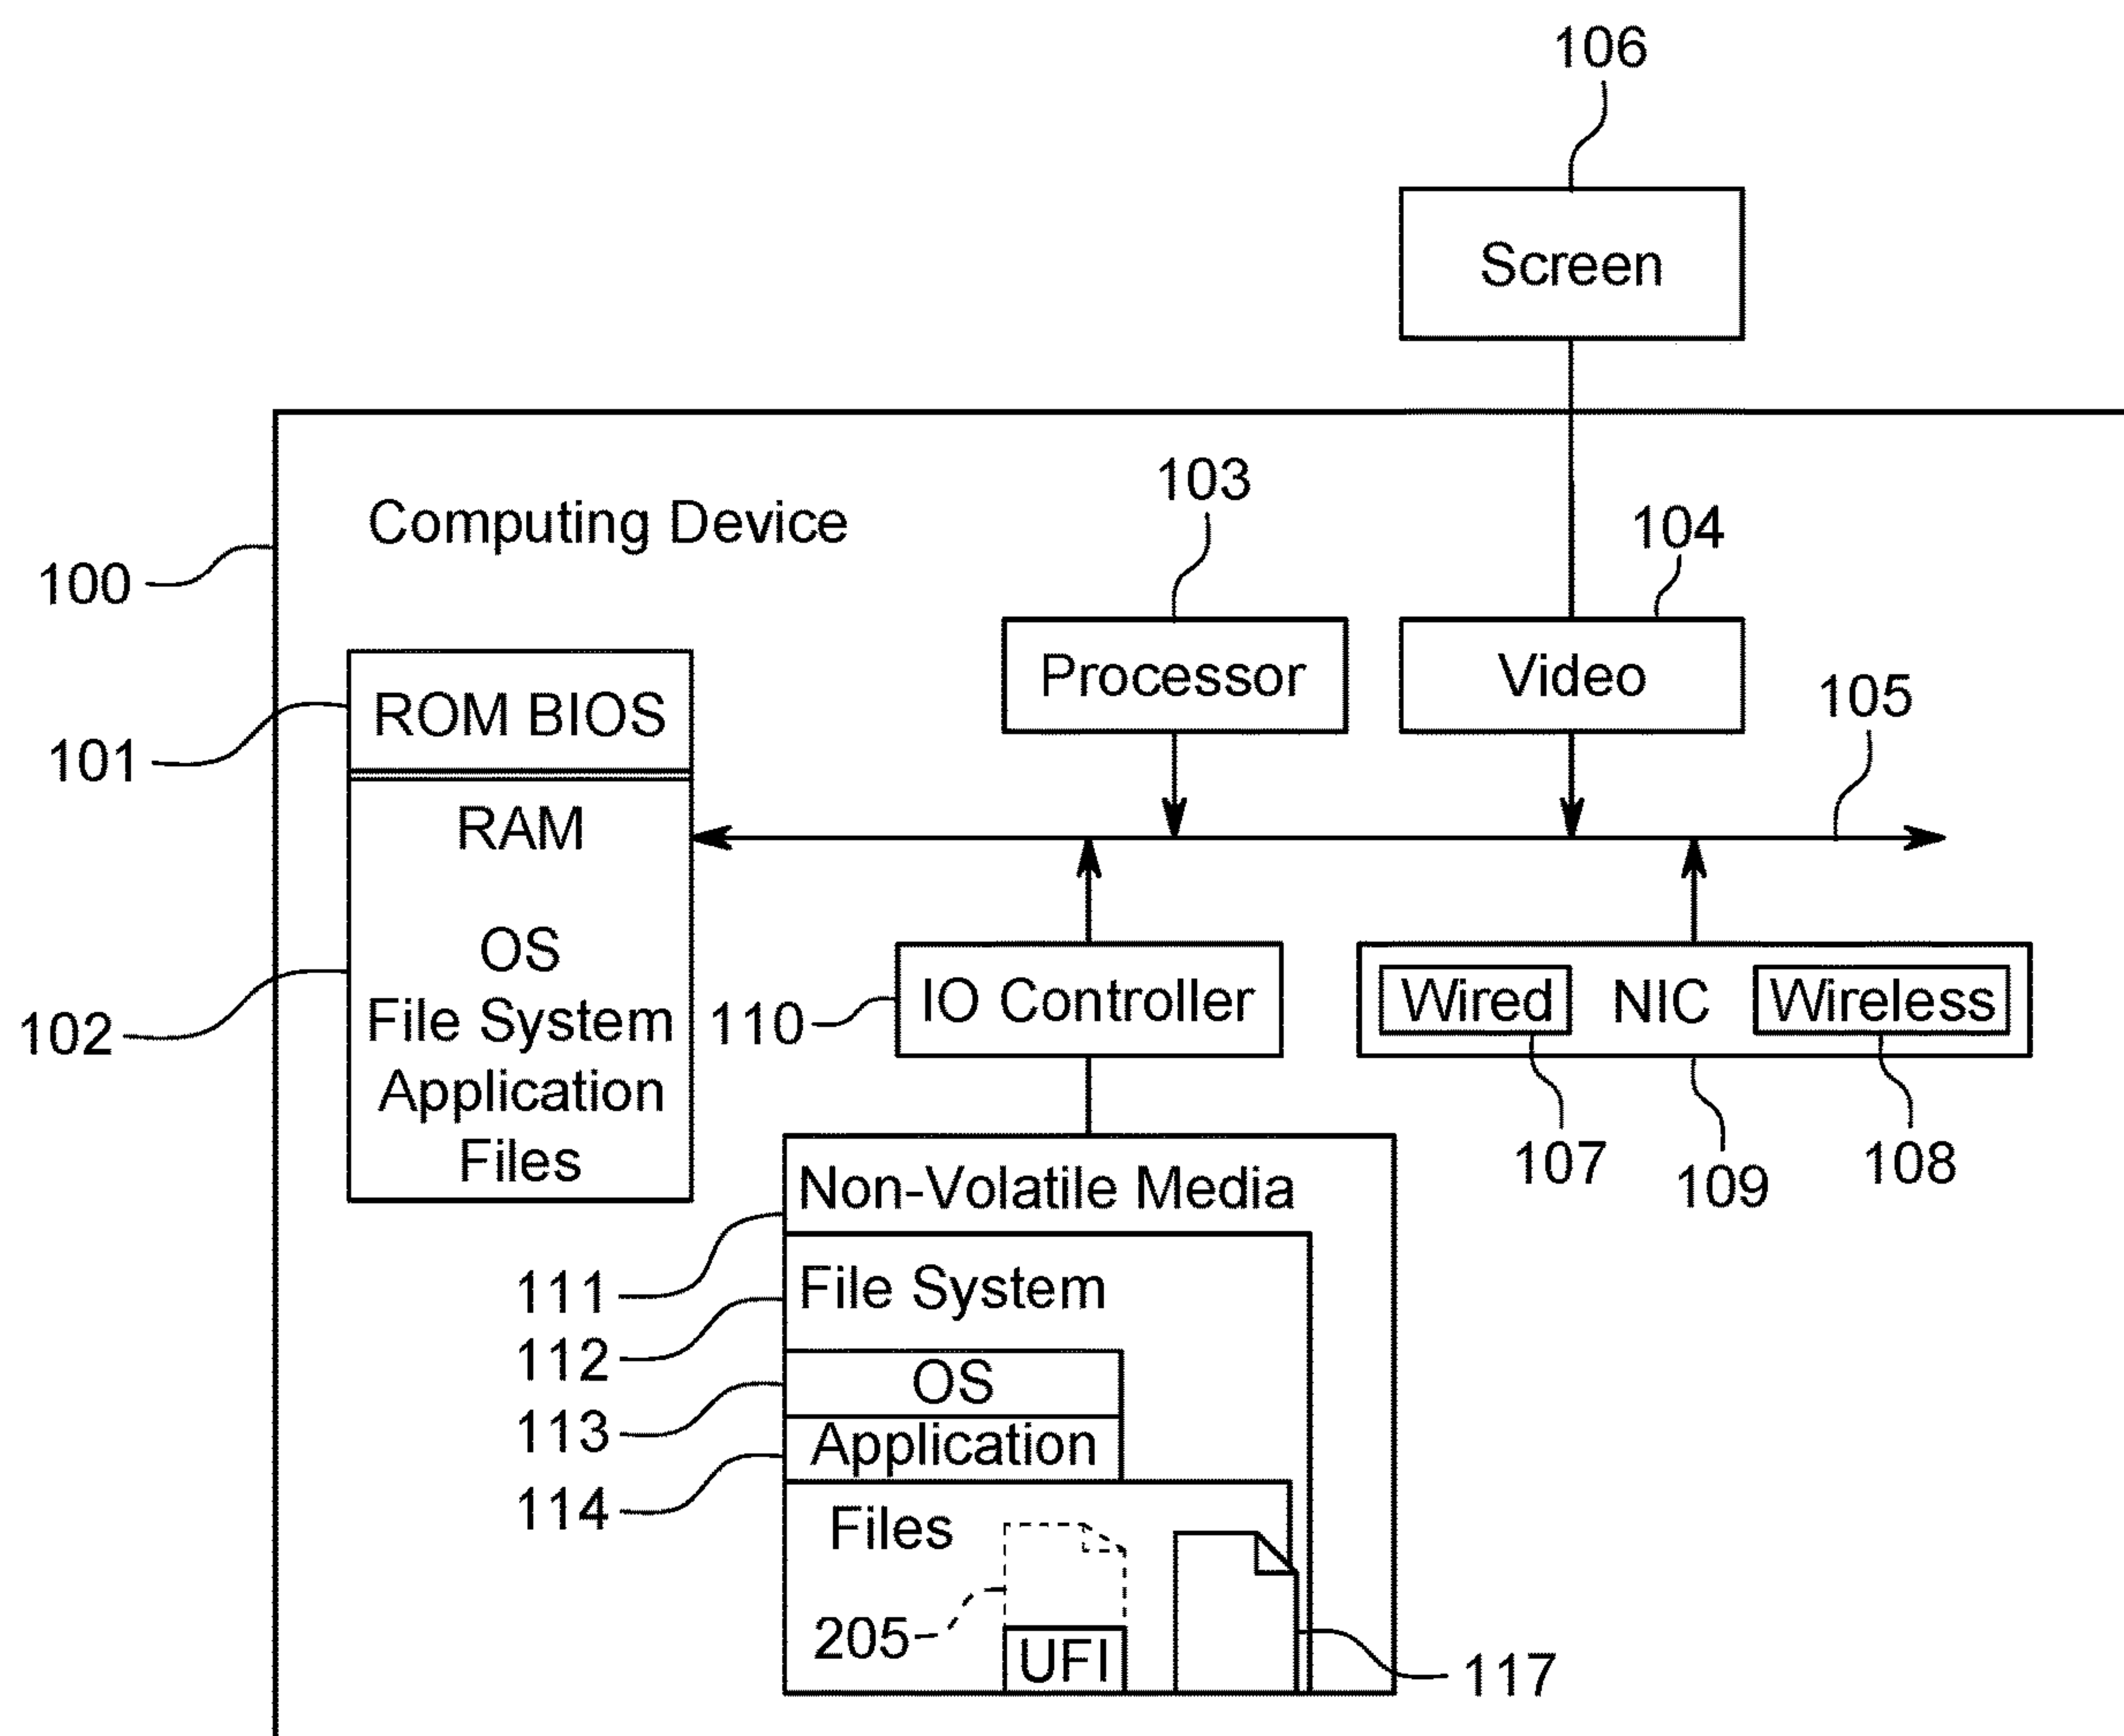 106
Screen
103
Computing Device
104
100
Processor
Video
105
ROM BIOS
101
RAM
OS
File System
Application
Files
102
110
IO Controller
Wired
NIC
Wireless
107
109
108
Non-Volatile Media
111
File System
112
OS
113
Application
114
Files
205
UFI
117